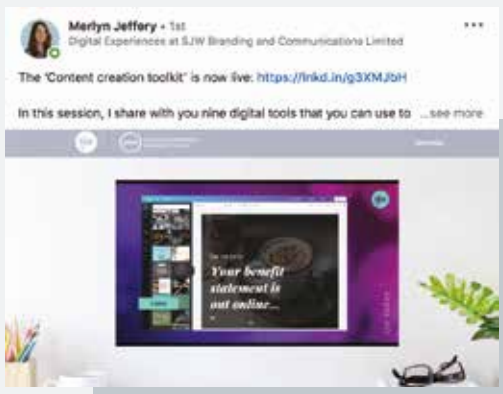 Merlyn Jeffery • 1st
Digital Experiences at SJW Branding and Communications Limited
The 'Content creation toolkit' is now live: https://lnkd.in/g3XMJbH
In this session, I share with you nine digital tools that you can use to ...see more
Your benefit
statement is
out online...